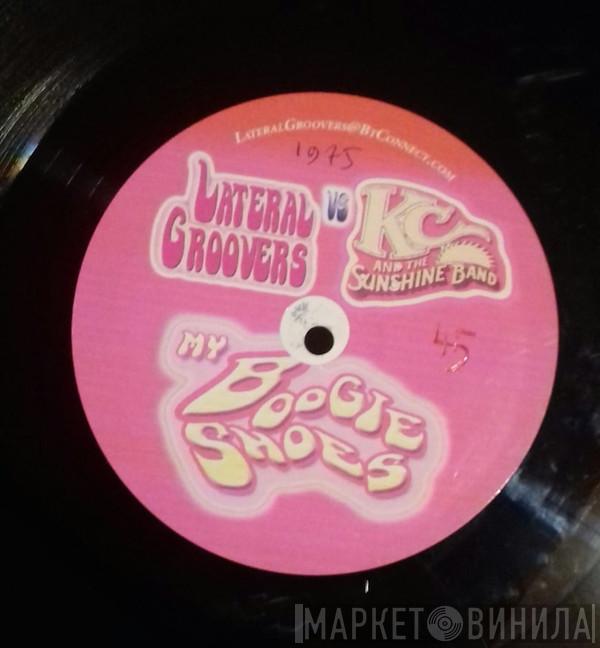 LATERALGROOVERS@BTCONNECT.COM
1975
LATERAL GROOVERS
VS
KC AND THE SUNSHINE BAND
45
MY
BOOGIE
SHOES
МАРКЕТ ВИНИЛА